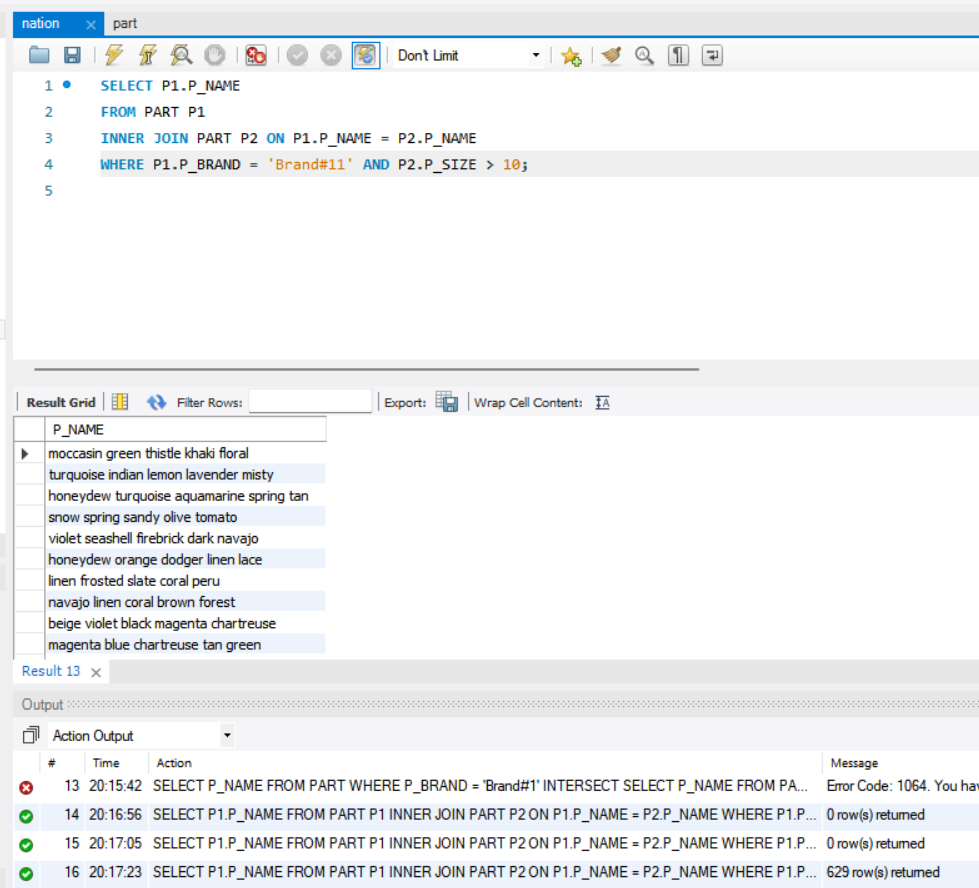 nation
part
Don't Limit
1 SELECT P1.P_NAME
2 FROM PART P1
3 INNER JOIN PART P2 ON P1.P_NAME = P2.P_NAME
4 WHERE P1.P_BRAND = 'Brand#11' AND P2.P_SIZE > 10;
5
Result Grid Filter Rows: Export: Wrap Cell Content:
P_NAME
moccasin green thistle khaki floral
turquoise indian lemon lavender misty
honeydew turquoise aquamarine spring tan
snow spring sandy olive tomato
violet seashell firebrick dark navajo
honeydew orange dodger linen lace
linen frosted slate coral peru
navajo linen coral brown forest
beige violet black magenta chartreuse
magenta blue chartreuse tan green
Result 13
Output
Action Output
# Time Action Message
13 20:15:42 SELECT P_NAME FROM PART WHERE P_BRAND = 'Brand#1' INTERSECT SELECT P_NAME FROM PA... Error Code: 1064. You hav
14 20:16:56 SELECT P1.P_NAME FROM PART P1 INNER JOIN PART P2 ON P1.P_NAME = P2.P_NAME WHERE P1.P... 0 row(s) returned
15 20:17:05 SELECT P1.P_NAME FROM PART P1 INNER JOIN PART P2 ON P1.P_NAME = P2.P_NAME WHERE P1.P... 0 row(s) returned
16 20:17:23 SELECT P1.P_NAME FROM PART P1 INNER JOIN PART P2 ON P1.P_NAME = P2.P_NAME WHERE P1.P... 629 row(s) returned